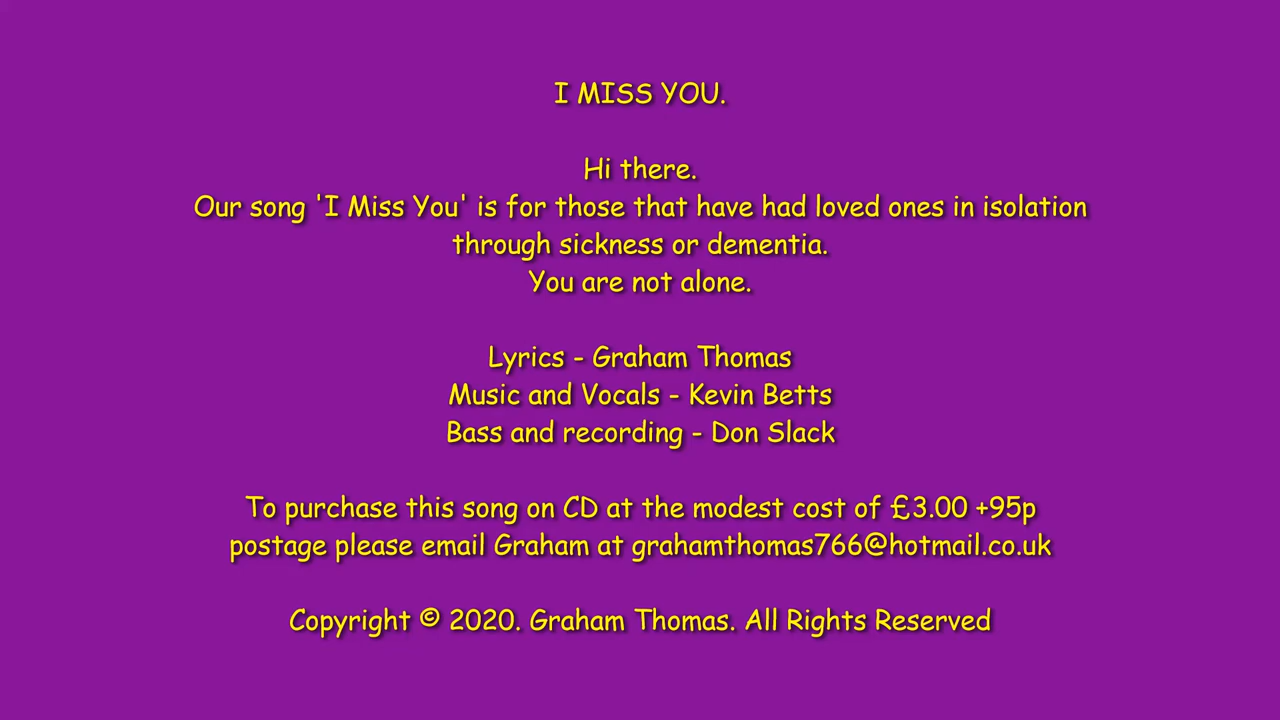 I MISS YOU.
Hi there.
Our song 'I Miss You' is for those that have had loved ones in isolation
through sickness or dementia.
You are not alone.
Lyrics - Graham Thomas
Music and Vocals - Kevin Betts
Bass and recording - Don Slack
To purchase this song on CD at the modest cost of £3.00 +95p
postage please email Graham at grahamthomas766@hotmail.co.uk
Copyright © 2020. Graham Thomas. All Rights Reserved